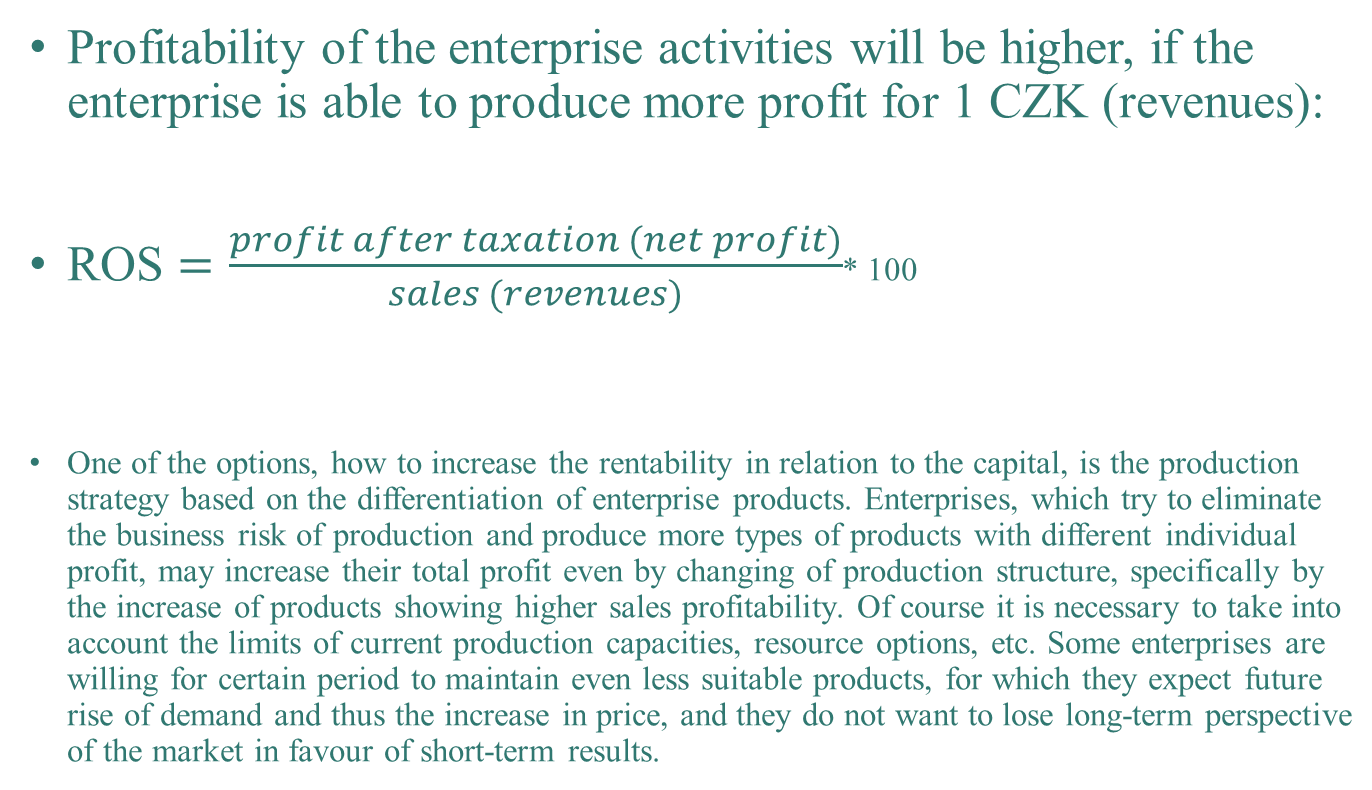 • Profitability of the enterprise activities will be higher, if the
enterprise is able to produce more profit for 1 CZK (revenues):
• ROS = profit after taxation (net profit)
sales (revenues)
* 100
• One of the options, how to increase the rentability in relation to the capital, is the production
strategy based on the differentiation of enterprise products. Enterprises, which try to eliminate
the business risk of production and produce more types of products with different individual
profit, may increase their total profit even by changing of production structure, specifically by
the increase of products showing higher sales profitability. Of course it is necessary to take into
account the limits of current production capacities, resource options, etc. Some enterprises are
willing for certain period to maintain even less suitable products, for which they expect future
rise of demand and thus the increase in price, and they do not want to lose long-term perspective
of the market in favour of short-term results.